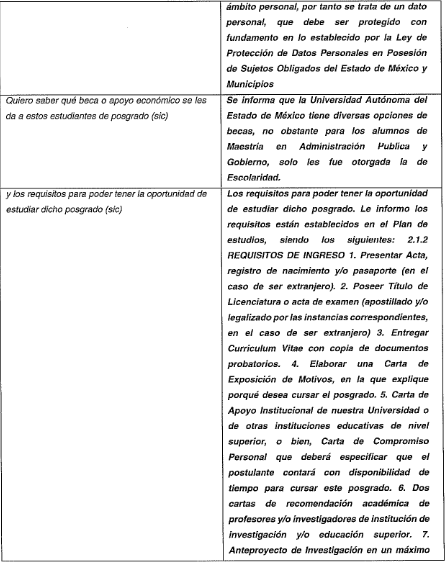 ámbito personal, por tanto se trata de un dato
personal, que debe ser protegido con
fundamento en lo establecido por la Ley de
Protección de Datos Personales en Posesión
de Sujetos Obligados del Estado de México y
Municipios
Quiero saber qué beca o apoyo económico se les
da a estos estudiantes de posgrado (sic)
Se informa que la Universidad Autónoma del
Estado de México tiene diversas opciones de
becas, no obstante para los alumnos de
Maestría en Administración Publica y
Gobierno, solo les fue otorgada la de
Escolaridad.
y los requisitos para poder tener la oportunidad de
estudiar dicho posgrado (sic)
Los requisitos para poder tener la oportunidad
de estudiar dicho posgrado. Le informo los
requisitos están establecidos en el Plan de
estudios, siendo los siguientes: 2.1.2
REQUISITOS DE INGRESO 1. Presentar Acta,
registro de nacimiento y/o pasaporte (en el
caso de ser extranjero). 2. Poseer Título de
Licenciatura o acta de examen (apostillado y/o
legalizado por las instancias correspondientes,
en el caso de ser extranjero) 3. Entregar
Curriculum Vitae con copia de documentos
probatorios. 4. Elaborar una Carta de
Exposición de Motivos, en la que explique
porqué desea cursar el posgrado. 5. Carta de
Apoyo Institucional de nuestra Universidad o
de otras instituciones educativas de nivel
superior, o bien, Carta de Compromiso
Personal que deberá especificar que el
postulante contará con disponibilidad de
tiempo para cursar este posgrado. 6. Dos
cartas de recomendación académica de
profesores y/o investigadores de institución de
investigación y/o educación superior. 7.
Anteproyecto de Investigación en un máximo